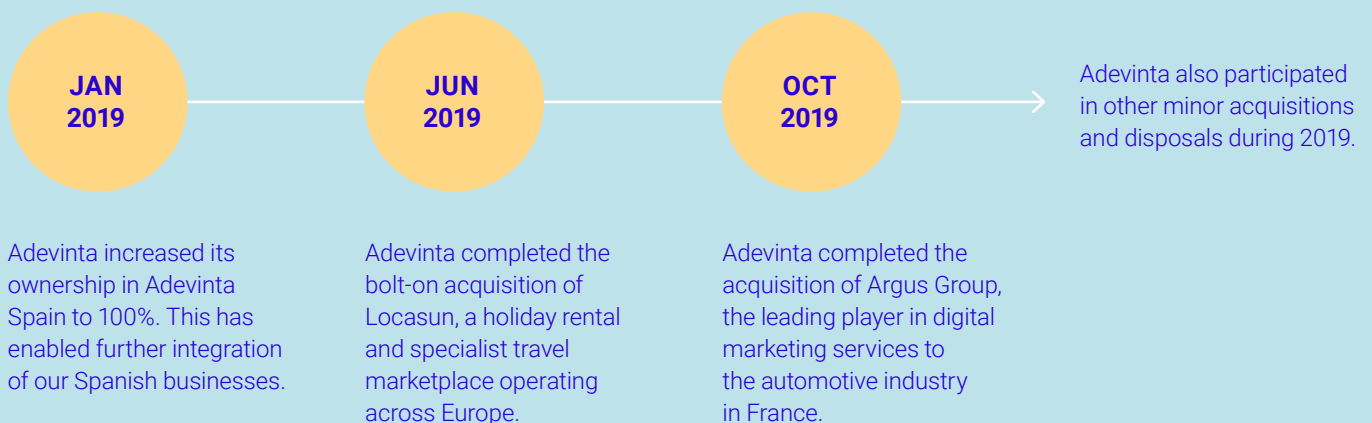 JAN
2019
Adevinta increased its
ownership in Adevinta
Spain to 100%. This has
enabled further integration
of our Spanish businesses.
JUN
2019
Adevinta completed the
bolt-on acquisition of
Locasun, a holiday rental
and specialist travel
marketplace operating
across Europe.
OCT
2019
Adevinta completed the
acquisition of Argus Group,
the leading player in digital
marketing services to
the automotive industry
in France.
Adevinta also participated
in other minor acquisitions
and disposals during 2019.